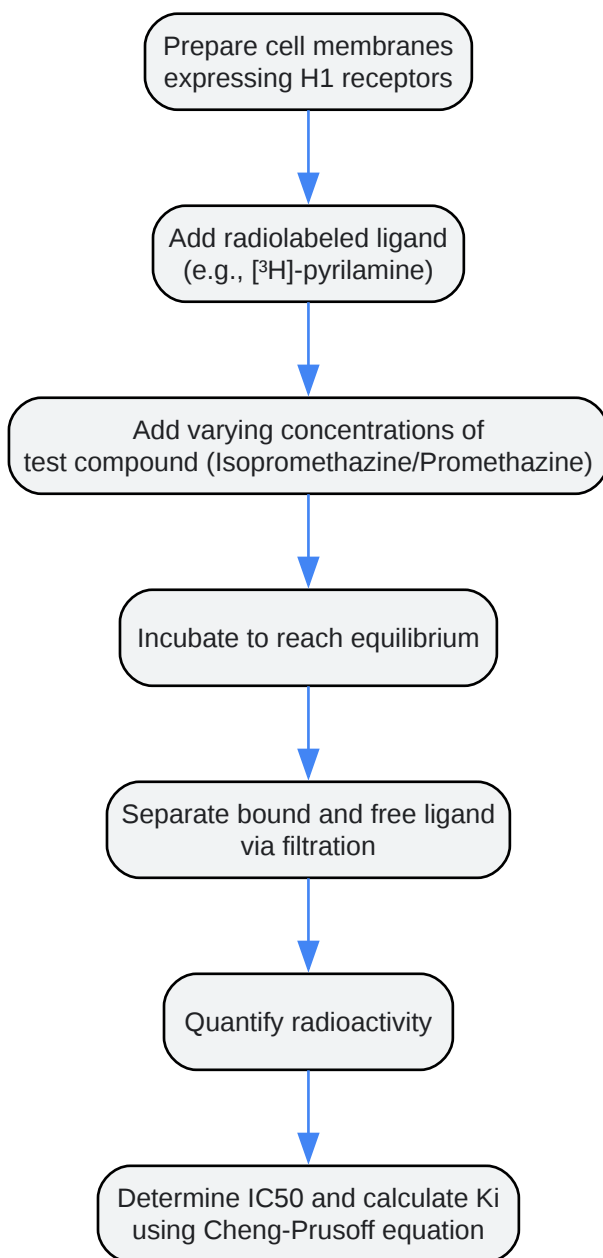 Prepare cell membranes
expressing H1 receptors
Add radiolabeled ligand
(e.g., [³H]-pyrilamine)
Add varying concentrations of
test compound (Isopromethazine/Promethazine)
Incubate to reach equilibrium
Separate bound and free ligand
via filtration
Quantify radioactivity
Determine IC50 and calculate Ki
using Cheng-Prusoff equation